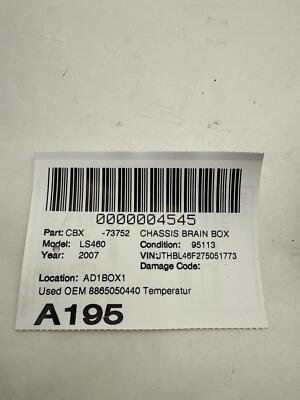 0000004545
Part: CBX -73752 CHASSIS BRAIN BOX
Model: LS460 Condition: 95113
Year: 2007 VIN:JTHBL46F275051773
Damage Code:
Location: AD1BOX1
Used OEM 8865050440 Temperatur
A195